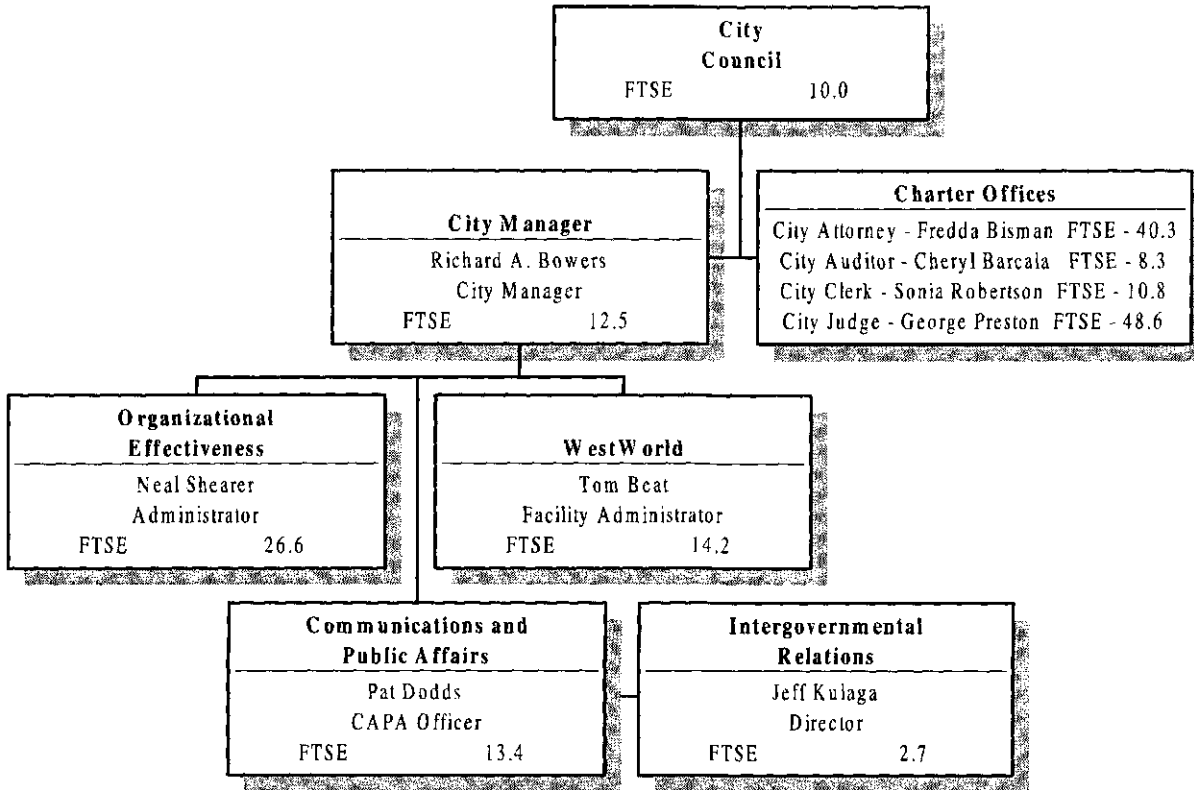 City
Council
FTSE 10.0
City Manager
Richard A. Bowers
City Manager
FTSE 12.5
Charter Offices
City Attorney - Fredda Bisman FTSE - 40.3
City Auditor - Cheryl Barcala FTSE - 8.3
City Clerk - Sonia Robertson FTSE - 10.8
City Judge - George Preston FTSE - 48.6
Organizational
Effectiveness
Neal Shearer
Administrator
FTSE 26.6
WestWorld
Tom Beat
Facility Administrator
FTSE 14.2
Communications and
Public Affairs
Pat Dodds
CAPA Officer
FTSE 13.4
Intergovernmental
Relations
Jeff Kulaga
Director
FTSE 2.7